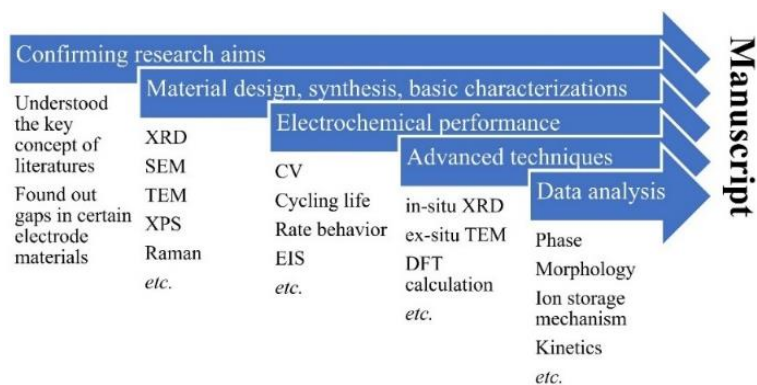 Confirming research aims
Understood
the key
concept of
literatures
Found out
gaps in certain
electrode
materials
Material design, synthesis, basic characterizations
XRD
SEM
TEM
XPS
Raman
etc.
Electrochemical performance
CV
Cycling life
Rate behavior
EIS
etc.
Advanced techniques
in-situ XRD
ex-situ TEM
DFT
calculation
etc.
Data analysis
Phase
Morphology
Ion storage
mechanism
Kinetics
etc.
Manuscript